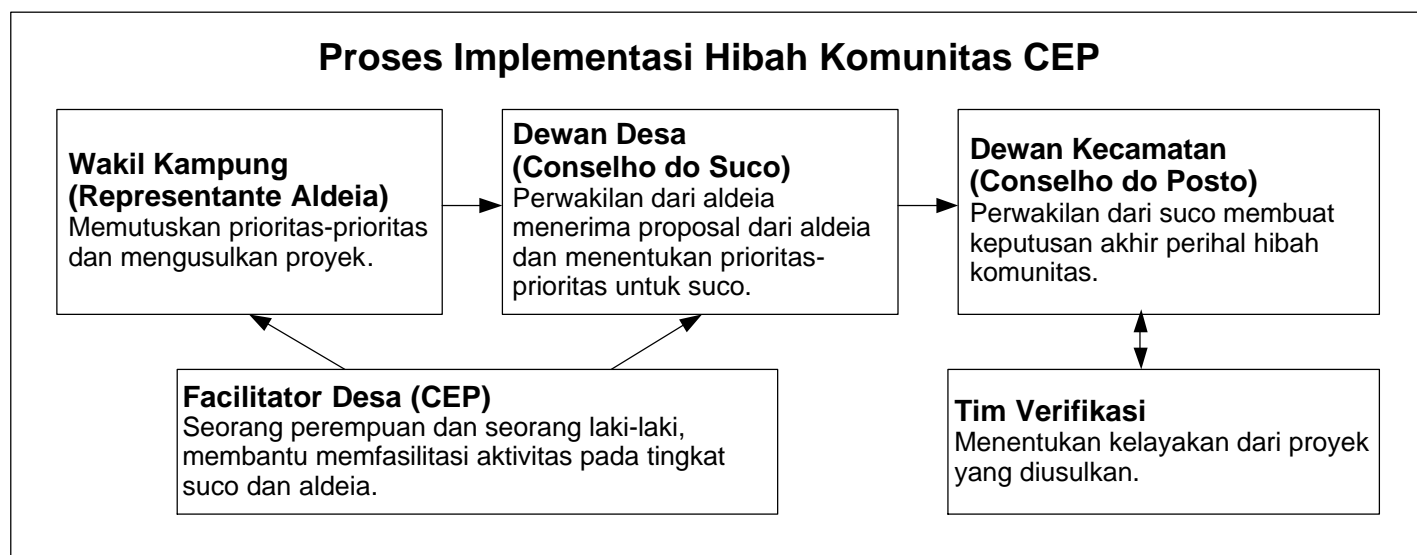 Proses Implementasi Hibah Komunitas CEP
Wakil Kampung
(Representante Aldeia)
Memutuskan prioritas-prioritas
dan mengusulkan proyek.
Dewan Desa
(Conselho do Suco)
Perwakilan dari aldeia
menerima proposal dari aldeia
dan menentukan prioritas-
prioritas untuk suco.
Dewan Kecamatan
(Conselho do Posto)
Perwakilan dari suco membuat
keputusan akhir perihal hibah
komunitas.
Facilitator Desa (CEP)
Seorang perempuan dan seorang laki-laki,
membantu memfasilitasi aktivitas pada tingkat
suco dan aldeia.
Tim Verifikasi
Menentukan kelayakan dari proyek
yang diusulkan.